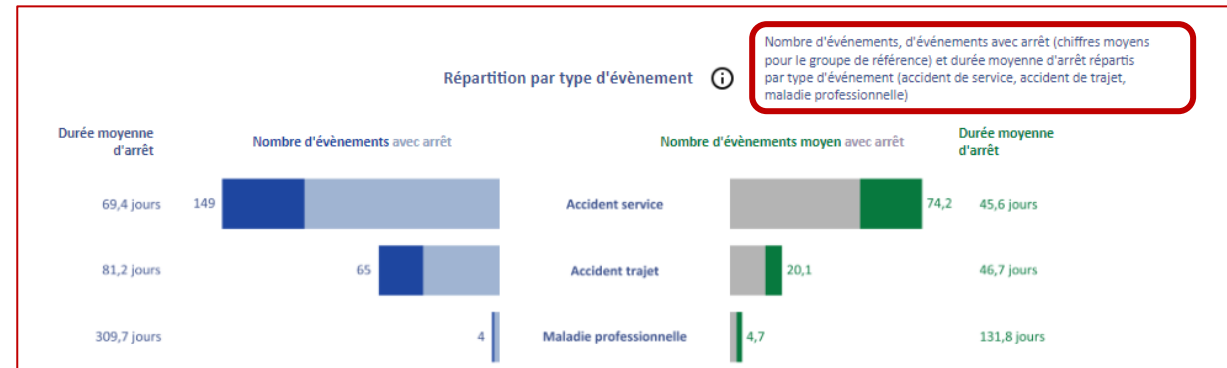 Nombre d'événements, d'événements avec arrêt (chiffres moyens
pour le groupe de référence) et durée moyenne d'arrêt répartis
par type d'événement (accident de service, accident de trajet,
maladie professionnelle)
Répartition par type d'évènement
Durée moyenne
d'arrêt
Nombre d'évènements avec arrêt
Nombre d'évènements moyen avec arrêt
Durée moyenne
d'arrêt
69,4 jours 149 Accident service 74,2 45,6 jours
81,2 jours 65 Accident trajet 20,1 46,7 jours
309,7 jours 4 Maladie professionnelle 4,7 131,8 jours